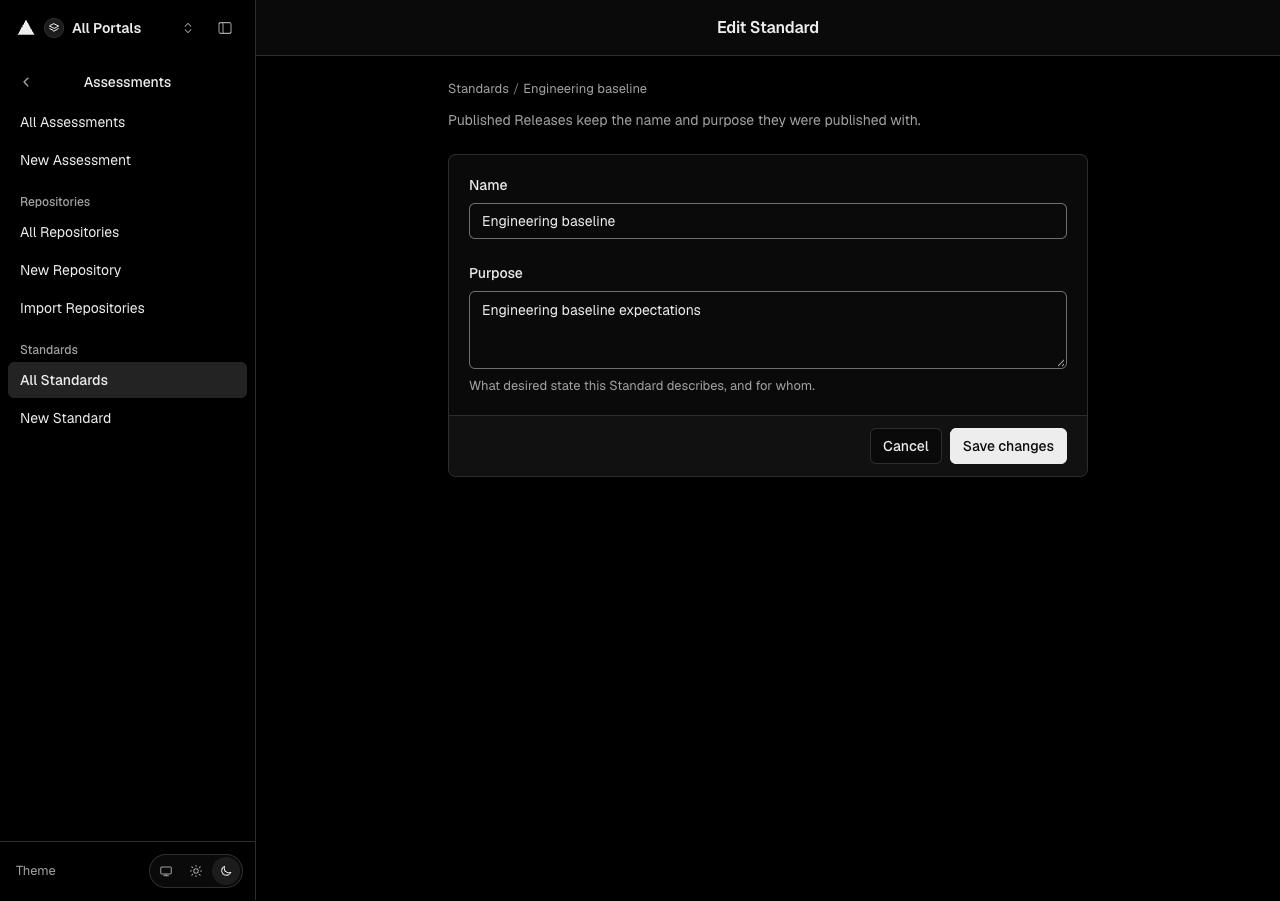 All Portals
Edit Standard
Assessments
All Assessments
New Assessment
Repositories
All Repositories
New Repository
Import Repositories
Standards
All Standards
New Standard
Theme
Standards / Engineering baseline
Published Releases keep the name and purpose they were published with.
Name
Engineering baseline
Purpose
Engineering baseline expectations
What desired state this Standard describes, and for whom.
Cancel
Save changes